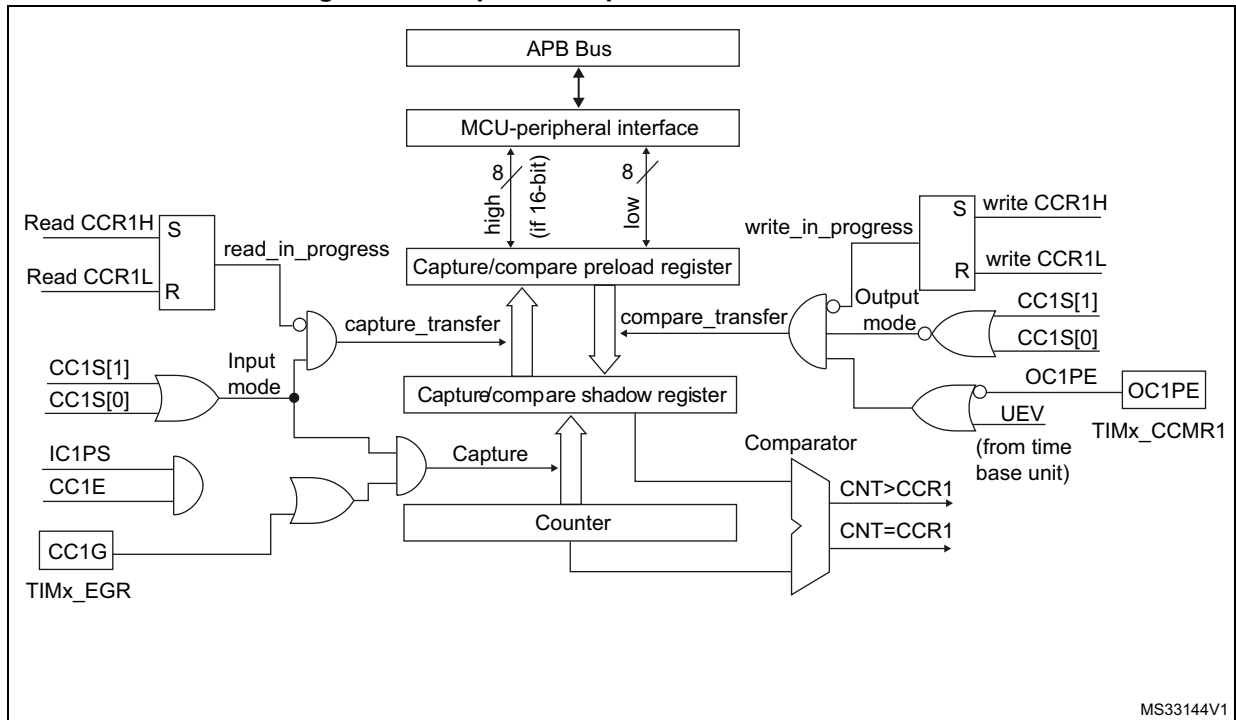 APB Bus
MCU-peripheral interface
8
high
(if 16-bit)
8
low
Read CCR1H
S
Read CCR1L
R
read_in_progress
write_in_progress
S
write CCR1H
R
write CCR1L
Capture/compare preload register
capture_transfer
compare_transfer
Output
mode
CC1S[1]
CC1S[0]
CC1S[1]
CC1S[0]
Input
mode
Capture/compare shadow register
OC1PE
OC1PE
UEV
TIMx_CCMR1
(from time
base unit)
IC1PS
CC1E
Capture
Comparator
CNT>CCR1
CNT=CCR1
Counter
CC1G
TIMx_EGR
MS33144V1